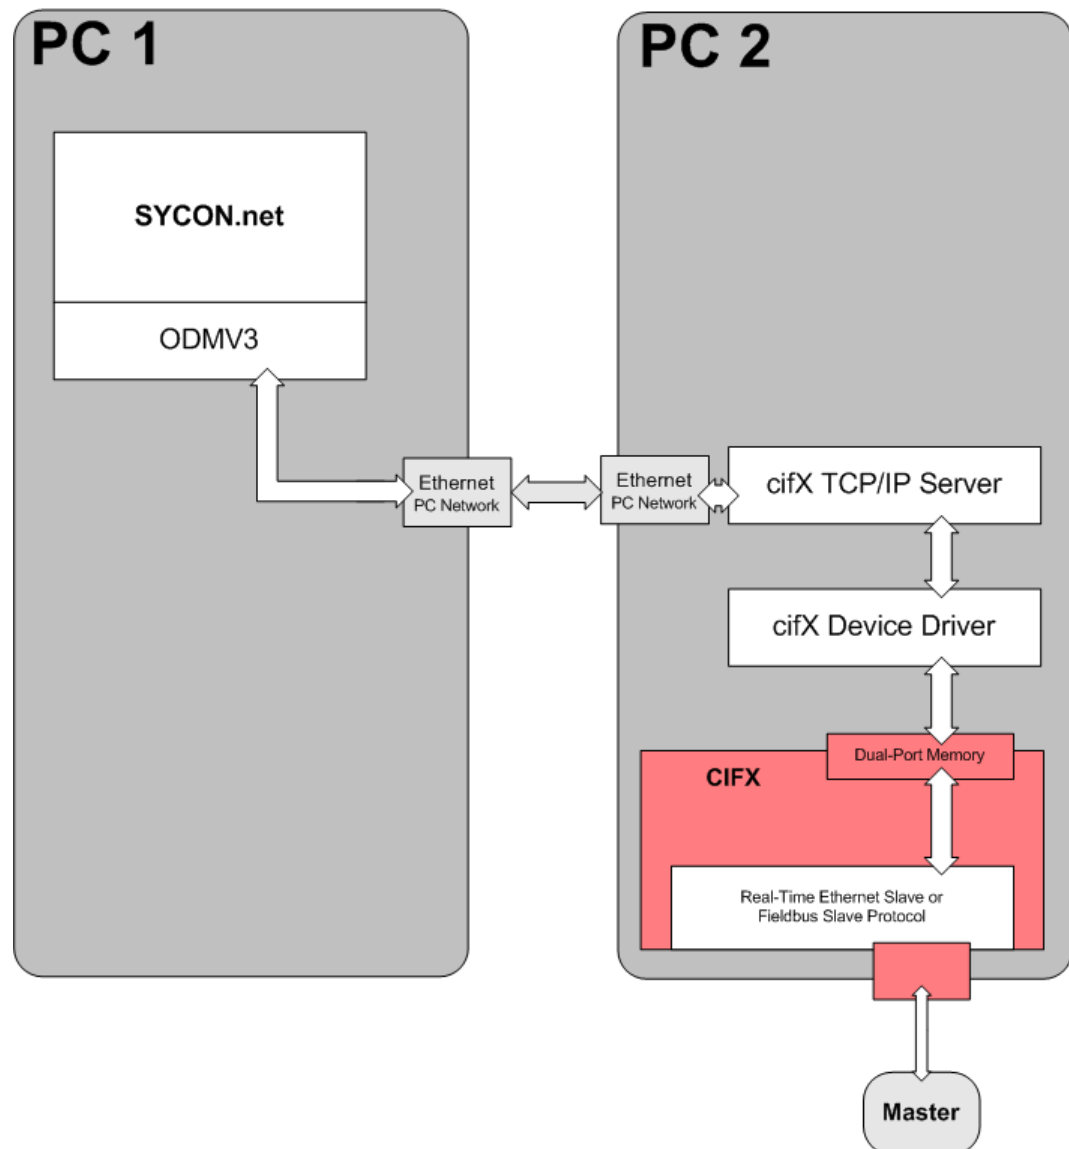 PC 1
SYCON.net
ODMV3
Ethernet
PC Network
PC 2
Ethernet
PC Network
cifX TCP/IP Server
cifX Device Driver
Dual-Port Memory
CIFX
Real-Time Ethernet Slave or
Fieldbus Slave Protocol
Master